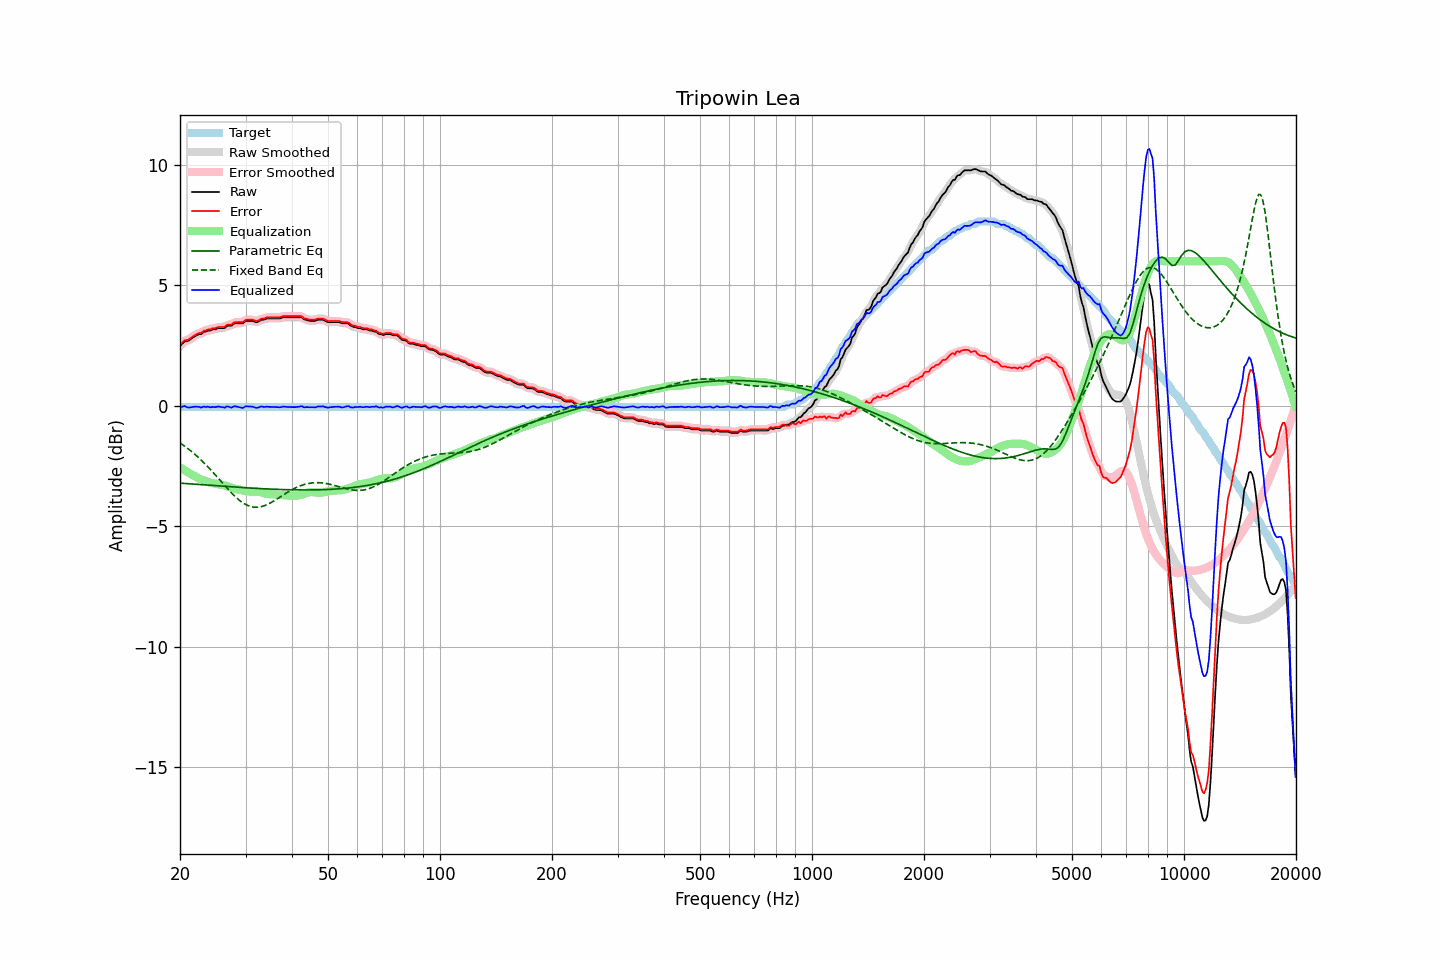 Tripowin Lea
Target
Raw Smoothed
Error Smoothed
Raw
Error
Equalization
Parametric Eq
Fixed Band Eq
Equalized
10
5
0
−5
−10
−15
Amplitude (dBr)
20 50 100 200 500 1000 2000 5000 10000 20000
Frequency (Hz)